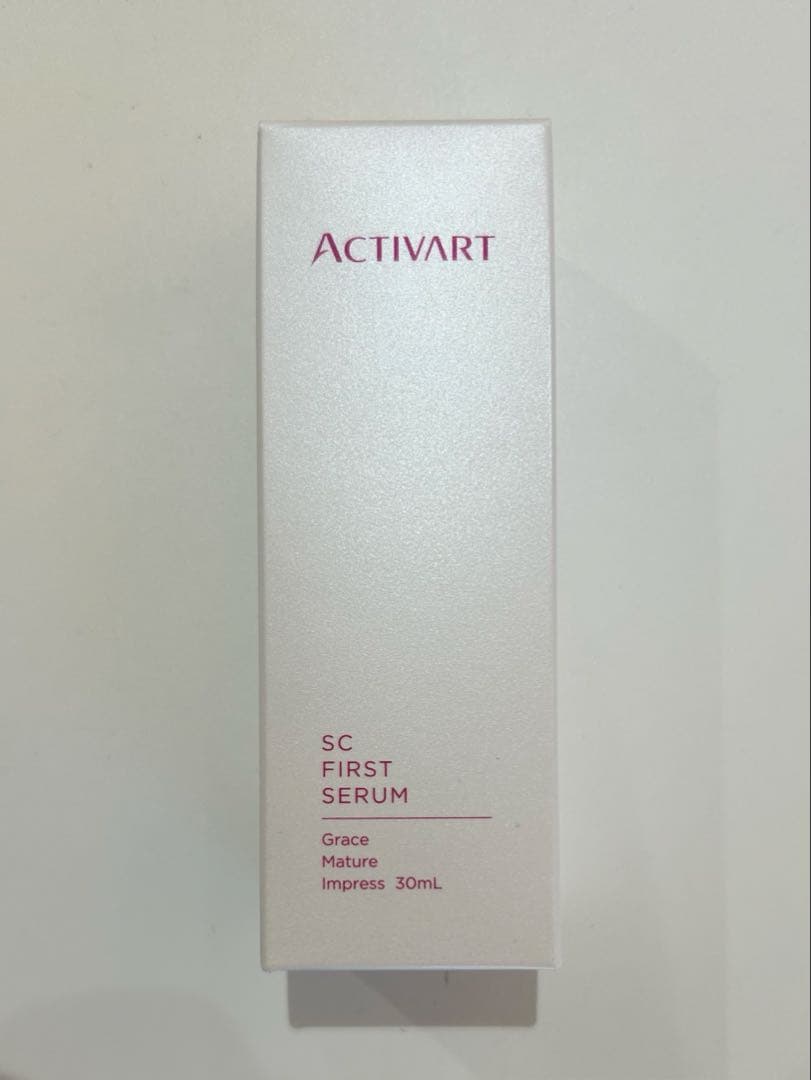 ACTIVART
SC
FIRST
SERUM
Grace
Mature
Impress 30mL